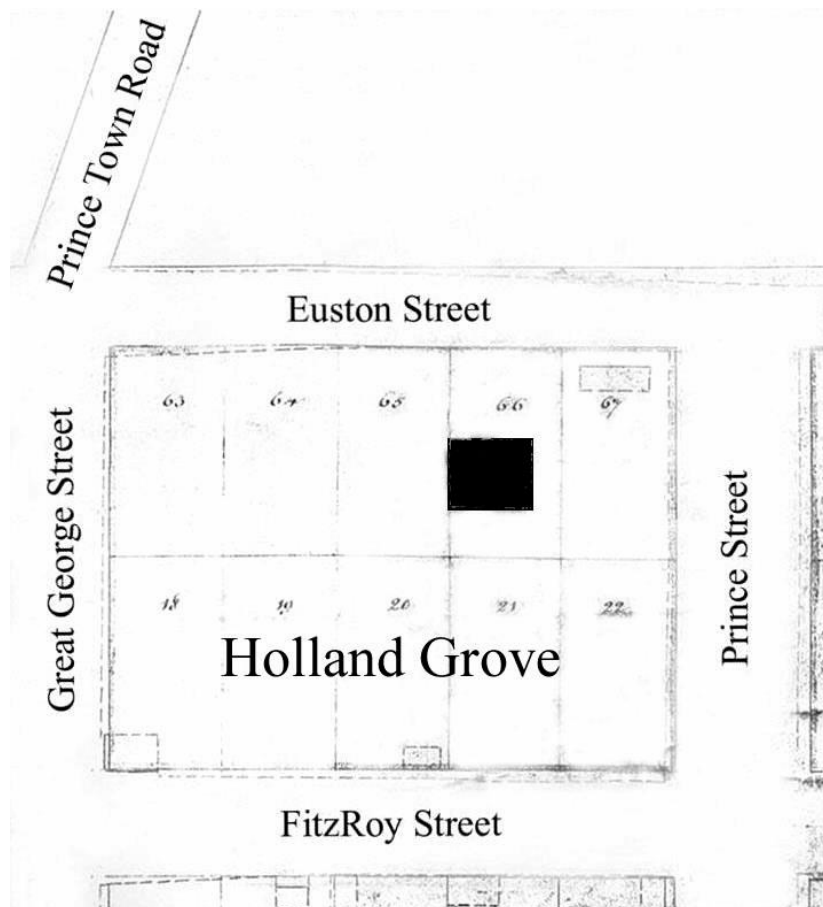 Prince Town Road
Euston Street
63 64 65 66 67
Great George Street
Prince Street
18 19 20 21 22
Holland Grove
FitzRoy Street